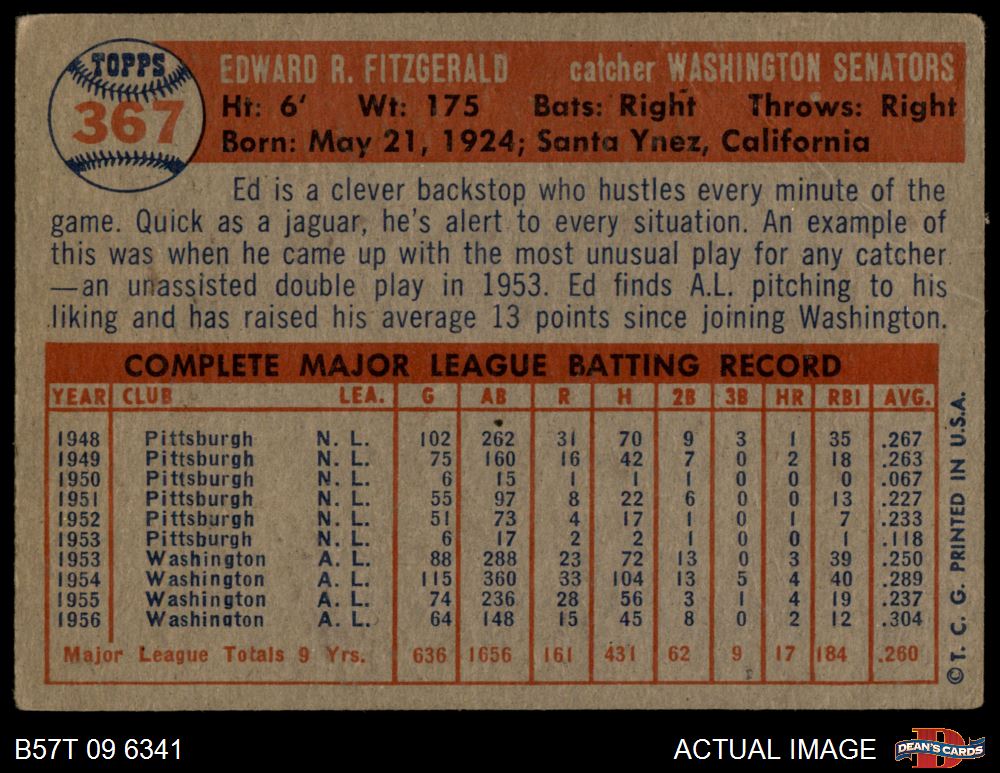 TOPPS
367
EDWARD R. FITZGERALD catcher WASHINGTON SENATORS
Ht: 6' Wt: 175 Bats: Right Throws: Right
Born: May 21, 1924; Santa Ynez, California
Ed is a clever backstop who hustles every minute of the
game. Quick as a jaguar, he's alert to every situation. An example of
this was when he came up with the most unusual play for any catcher
—an unassisted double play in 1953. Ed finds A.L. pitching to his
liking and has raised his average 13 points since joining Washington.
COMPLETE MAJOR LEAGUE BATTING RECORD
YEAR CLUB LEA. G AB R H 2B 3B HR RBI AVG.
1948 Pittsburgh N. L. 102 262 31 70 9 3 1 35 .267
1949 Pittsburgh N. L. 75 160 16 42 7 0 2 18 .263
1950 Pittsburgh N. L. 6 15 1 1 1 0 0 0 .067
1951 Pittsburgh N. L. 55 97 8 22 6 0 0 13 .227
1952 Pittsburgh N. L. 51 73 4 17 1 0 1 7 .233
1953 Pittsburgh N. L. 6 17 2 2 1 0 0 1 .118
1953 Washington A. L. 88 288 23 72 13 0 3 39 .250
1954 Washington A. L. 115 360 33 104 13 5 4 40 .289
1955 Washington A. L. 74 236 28 56 3 1 4 19 .237
1956 Washington A. L. 64 148 15 45 8 0 2 12 .304
Major League Totals 9 Yrs. 636 1656 161 431 62 9 17 184 .260
©T. C. G. PRINTED IN U.S.A.
B57T 09 6341 ACTUAL IMAGE
DEAN'S CARDS